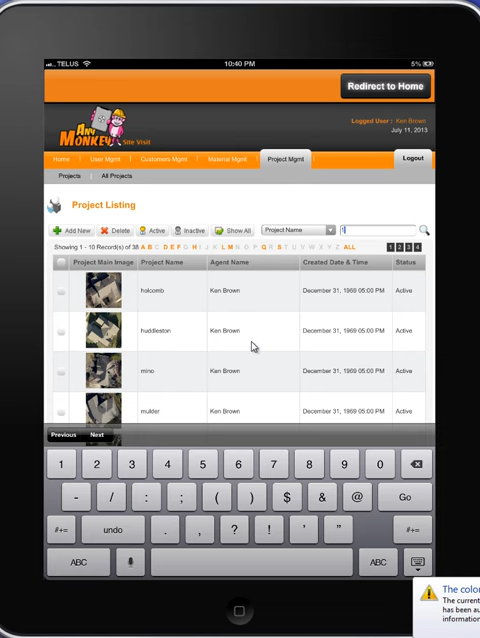 TELUS 10:40 PM 5%
Redirect to Home
ANY MONKEY Site Visit
Logged User : Ken Brown
July 11, 2013
Home User Mgmt Customers Mgmt Material Mgmt Project Mgmt Logout
Projects All Projects
Project Listing
Add New Delete Active Inactive Show All Project Name 1
Showing 1 - 10 Record(s) of 38 A B C D E F G H I J K L M N O P Q R S T U V W X Y Z ALL 1 2 3 4
Project Main Image Project Name Agent Name Created Date & Time Status
holcomb Ken Brown December 31, 1969 05:00 PM Active
huddleston Ken Brown December 31, 1969 05:00 PM Active
mino Ken Brown December 31, 1969 05:00 PM Active
mulder Ken Brown December 31, 1969 05:00 PM Active
Previous Next
1 2 3 4 5 6 7 8 9 0
- / : ; ( ) $ & @ Go
#+= undo . , ? ! ' " #+=
ABC ABC
The color
The current
has been au
information